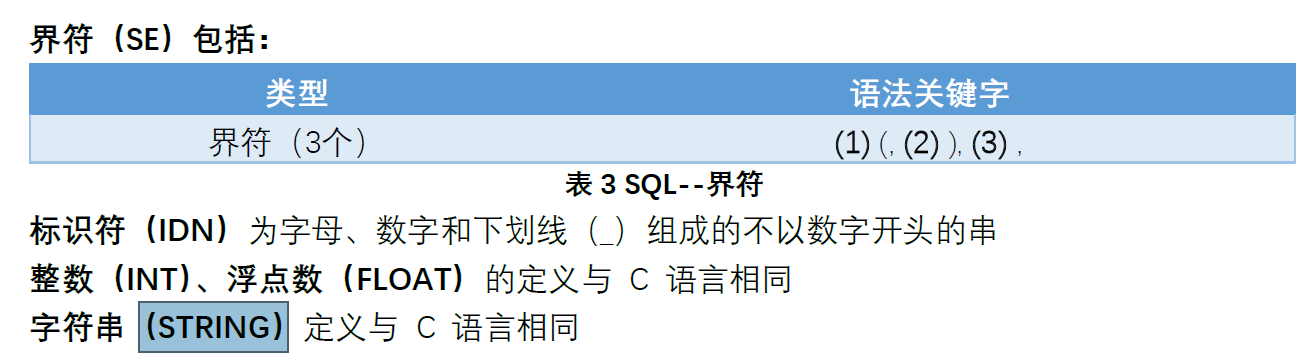 界符（SE）包括：
类型 语法关键字
界符（3个） (1) (, (2) ), (3) ,
表 3 SQL--界符
标识符（IDN）为字母、数字和下划线（_）组成的不以数字开头的串
整数（INT）、浮点数（FLOAT）的定义与 C 语言相同
字符串（STRING）定义与 C 语言相同